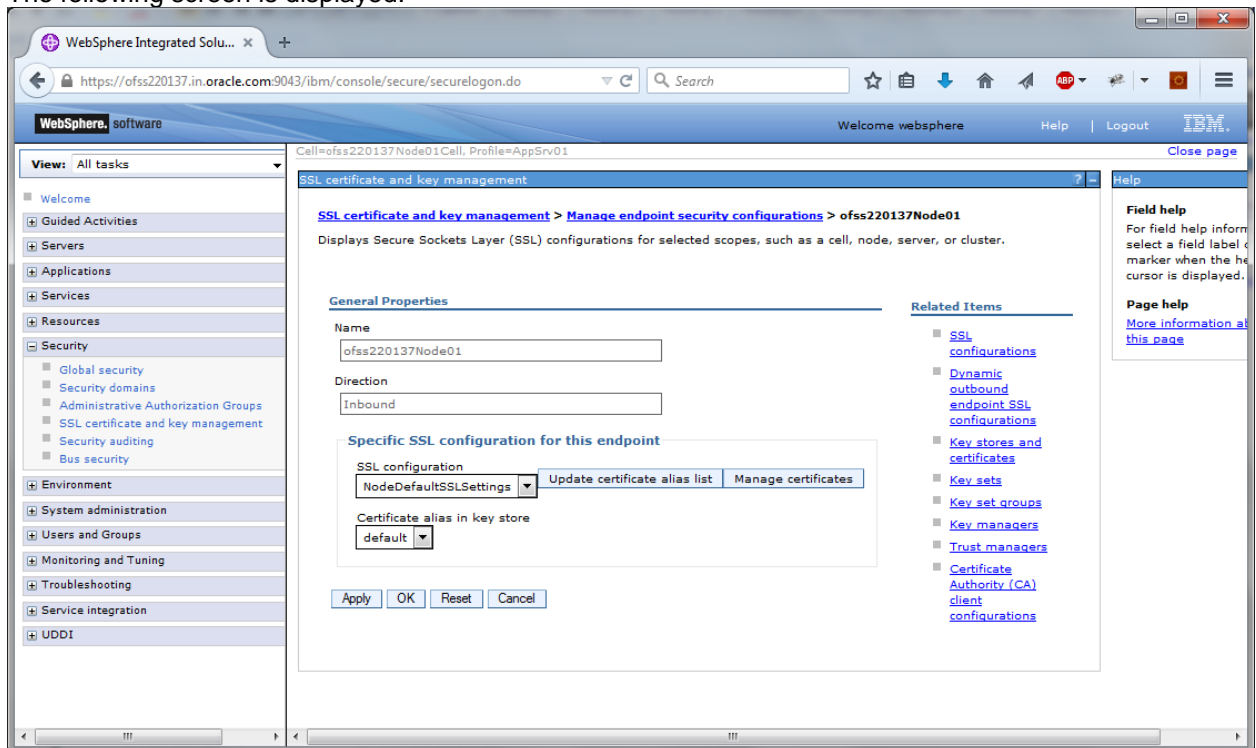 The following screen is displayed:
WebSphere Integrated Solu... ×
+
https://ofss220137.in.oracle.com:9043/ibm/console/secure/securelogon.do
Search
ABP
WebSphere. software
Welcome websphere
Help | Logout
IBM.
View: All tasks
Cell=ofss220137Node01Cell, Profile=AppSrv01
Close page
Welcome
Guided Activities
Servers
Applications
Services
Resources
Security
Global security
Security domains
Administrative Authorization Groups
SSL certificate and key management
Security auditing
Bus security
Environment
System administration
Users and Groups
Monitoring and Tuning
Troubleshooting
Service integration
UDDI
SSL certificate and key management
? -
SSL certificate and key management > Manage endpoint security configurations > ofss220137Node01
Displays Secure Sockets Layer (SSL) configurations for selected scopes, such as a cell, node, server, or cluster.
General Properties
Name
ofss220137Node01
Direction
Inbound
Specific SSL configuration for this endpoint
SSL configuration
NodeDefaultSSLSettings
Update certificate alias list
Manage certificates
Certificate alias in key store
default
Apply
OK
Reset
Cancel
Related Items
SSL
configurations
Dynamic
outbound
endpoint SSL
configurations
Key stores and
certificates
Key sets
Key set groups
Key managers
Trust managers
Certificate
Authority (CA)
client
configurations
Help
Field help
For field help inform
select a field label
marker when the he
cursor is displayed.
Page help
More information a
this page